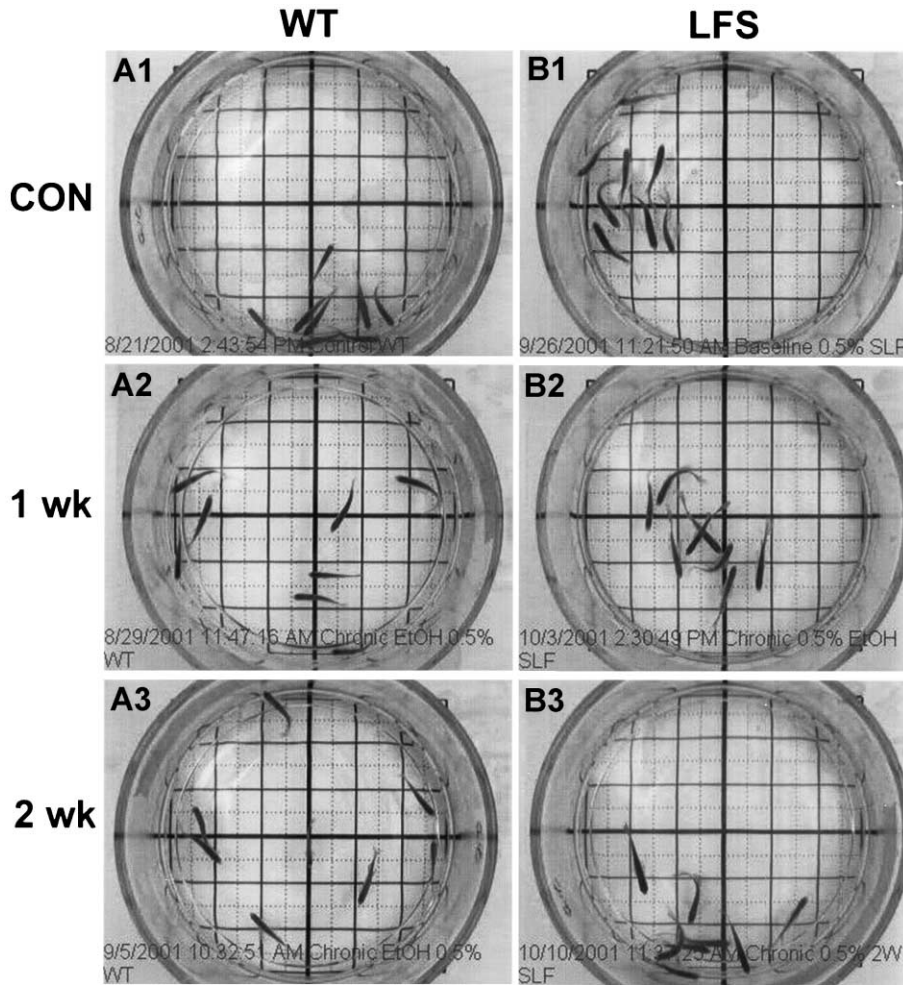 WT
LFS
CON
A1
8/21/2001 2:43:54 PM Control WT
B1
9/26/2001 11:21:50 AM Baseline 0.5% SLF
1 wk
A2
8/29/2001 11:47:16 AM Chronic EtOH 0.5%
WT
B2
10/3/2001 2:30:49 PM Chronic 0.5% EtOH
SLF
2 wk
A3
9/5/2001 10:32:51 AM Chronic EtOH 0.5%
WT
B3
10/10/2001 Chronic 0.5% 2W
SLF